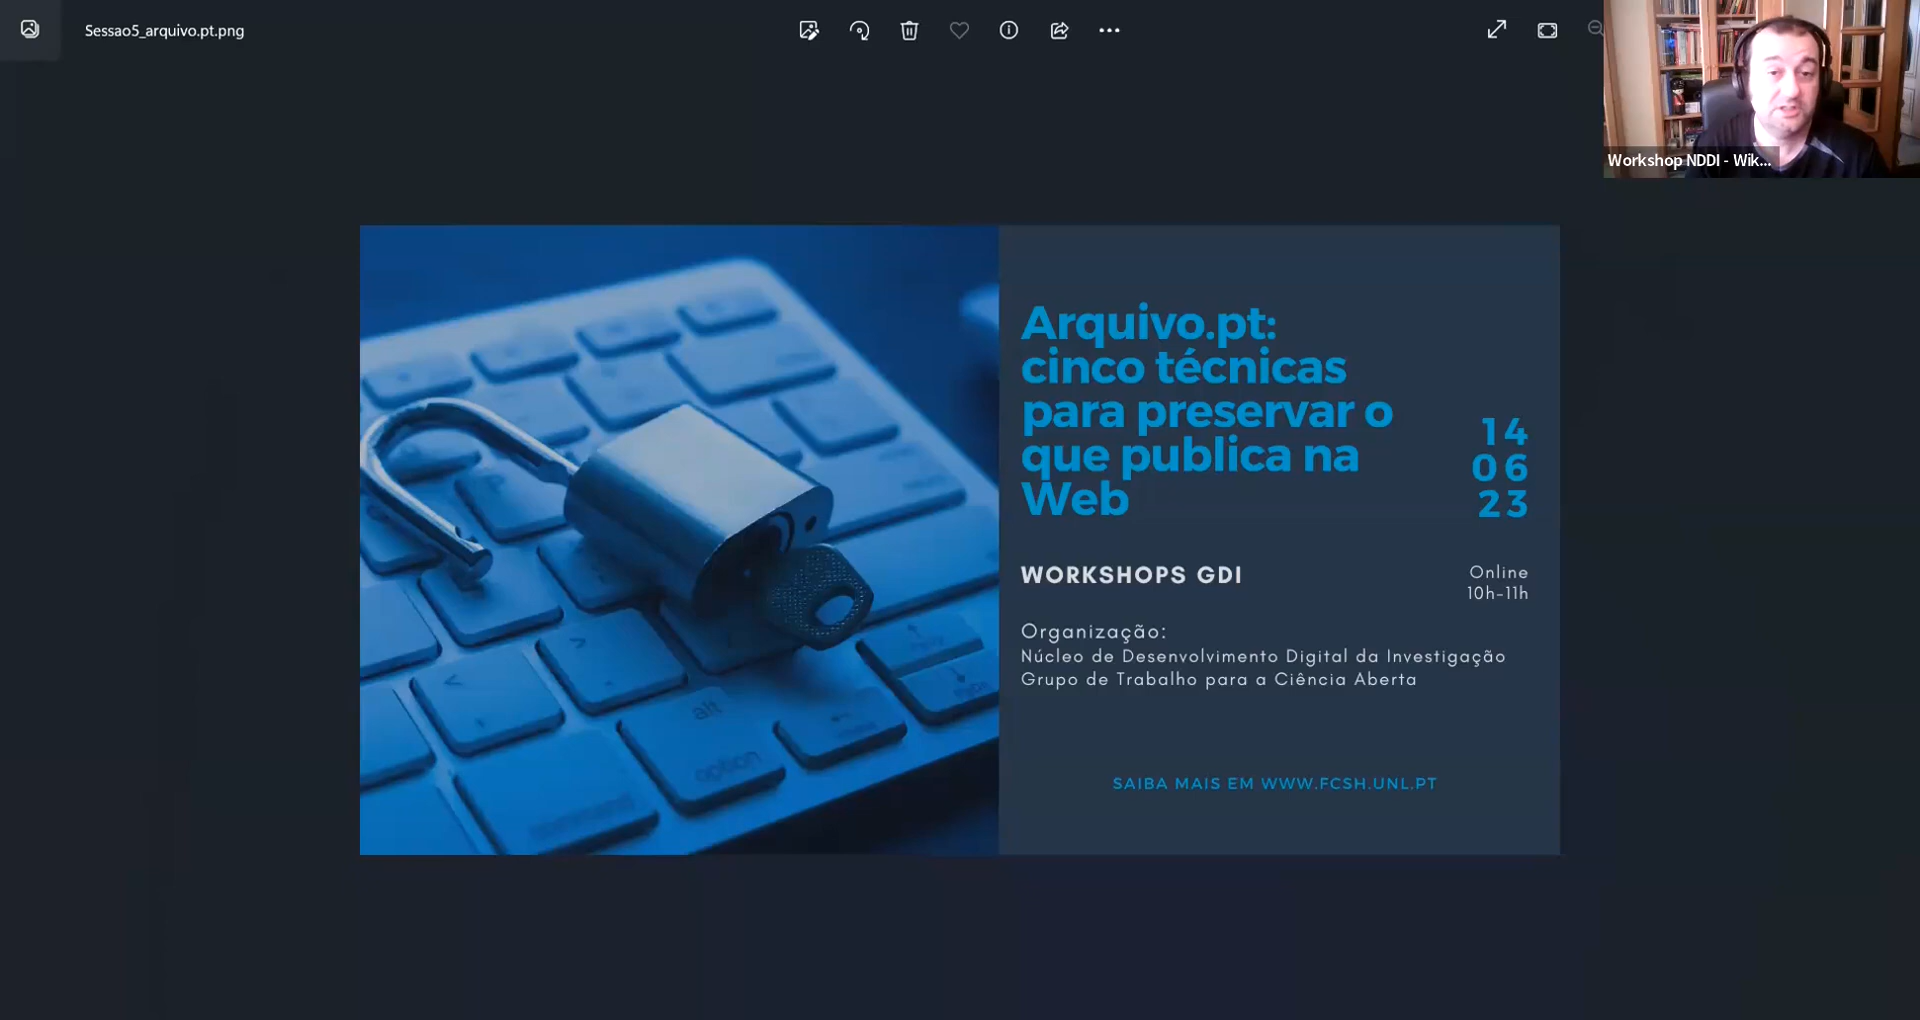 Sessao5_arquivo.pt.png
Workshop NDDI - Wik...
Arquivo.pt:
cinco técnicas
para preservar o
que publica na
Web
14
06
23
WORKSHOPS GDI
Online
10h-11h
Organização:
Núcleo de Desenvolvimento Digital da Investigação
Grupo de Trabalho para a Ciência Aberta
alt
option
SAIBA MAIS EM WWW.FCSH.UNL.PT